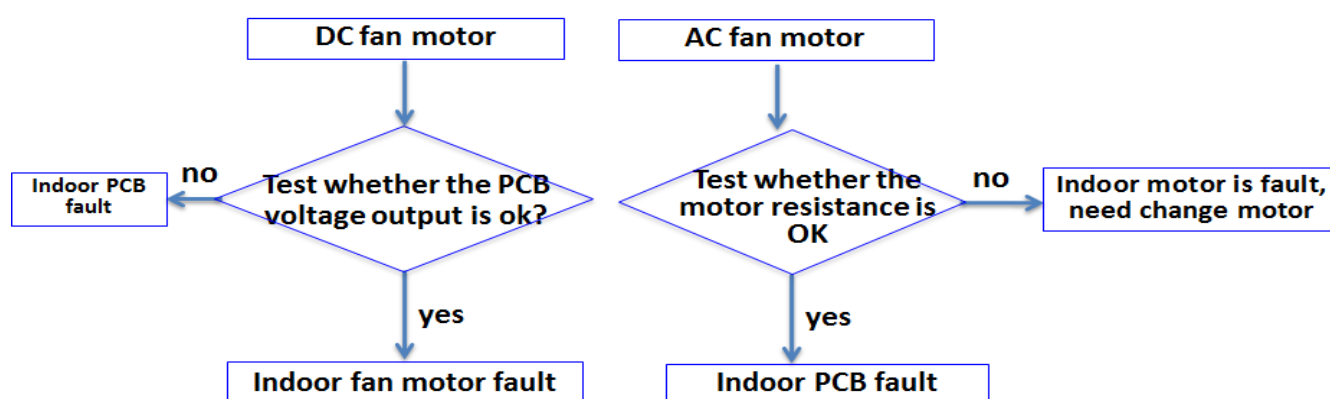 DC fan motor
AC fan motor
no
Indoor PCB
fault
Test whether the PCB
voltage output is ok?
Test whether the
motor resistance is
OK
no
Indoor motor is fault,
need change motor
yes
yes
Indoor fan motor fault
Indoor PCB fault